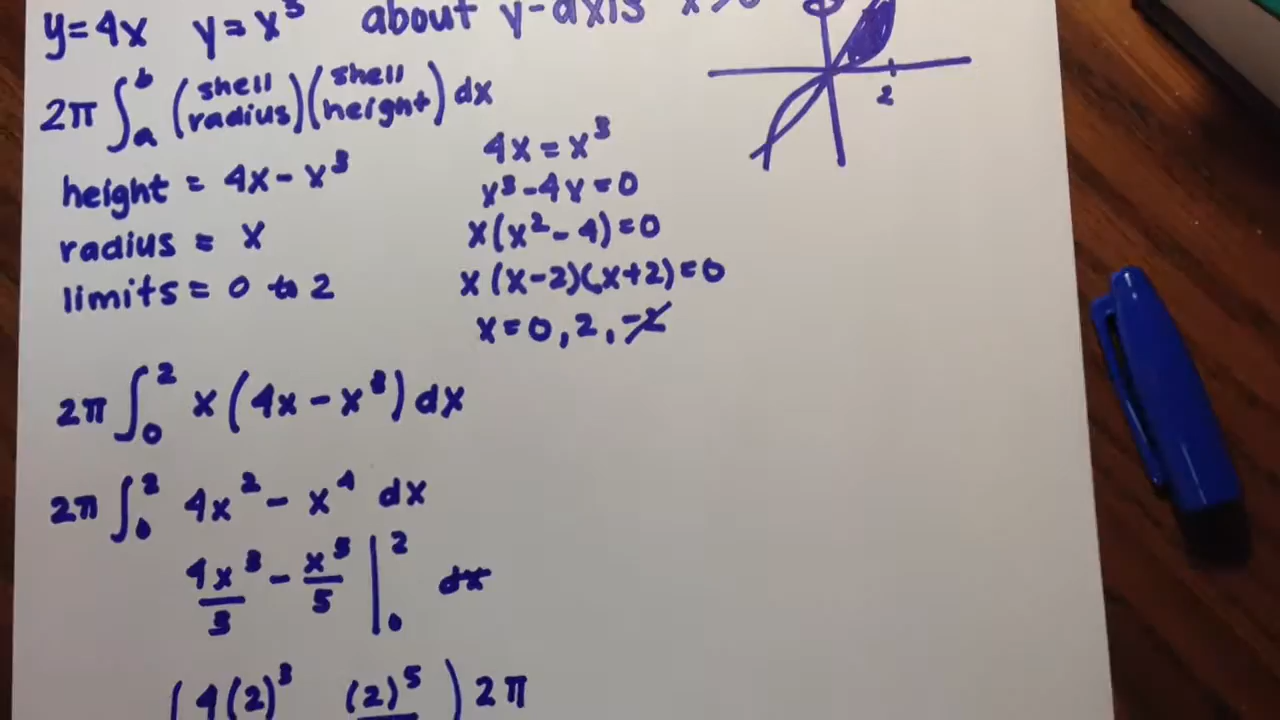 y=4x y=x³ about y-axis
2π ∫ₐᵇ (shell radius)(shell height) dx
2
height = 4x - x³
radius = x
limits = 0 to 2
4x = x³
x³-4x=0
x(x²-4)=0
x(x-2)(x+2)=0
x=0, 2, -2
2π ∫₀² x(4x-x³) dx
2π ∫₀² 4x² - x⁴ dx
4x³/3 - x⁵/5 |₀² dx
(4(2)³ (2)⁵) 2π